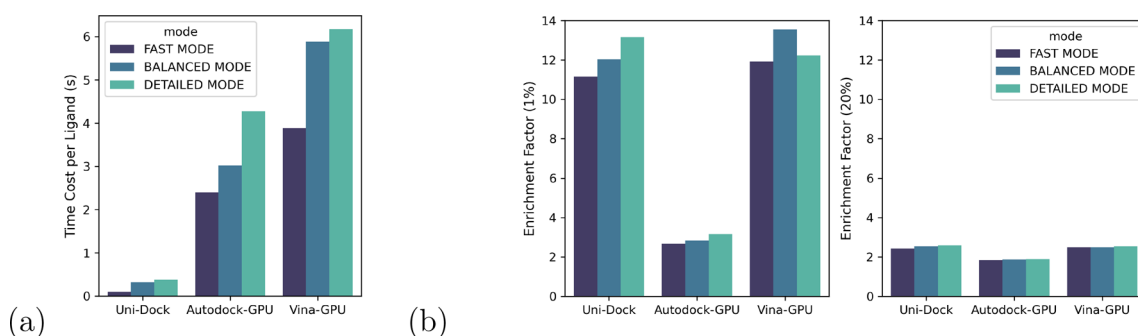 mode
FAST MODE
BALANCED MODE
DETAILED MODE
Time Cost per Ligand (s)
6
5
4
3
2
1
0
Uni-Dock Autodock-GPU Vina-GPU
(a)
Enrichment Factor (1%)
14
12
10
8
6
4
2
0
Uni-Dock Autodock-GPU Vina-GPU
(b)
mode
FAST MODE
BALANCED MODE
DETAILED MODE
Enrichment Factor (20%)
14
12
10
8
6
4
2
0
Uni-Dock Autodock-GPU Vina-GPU